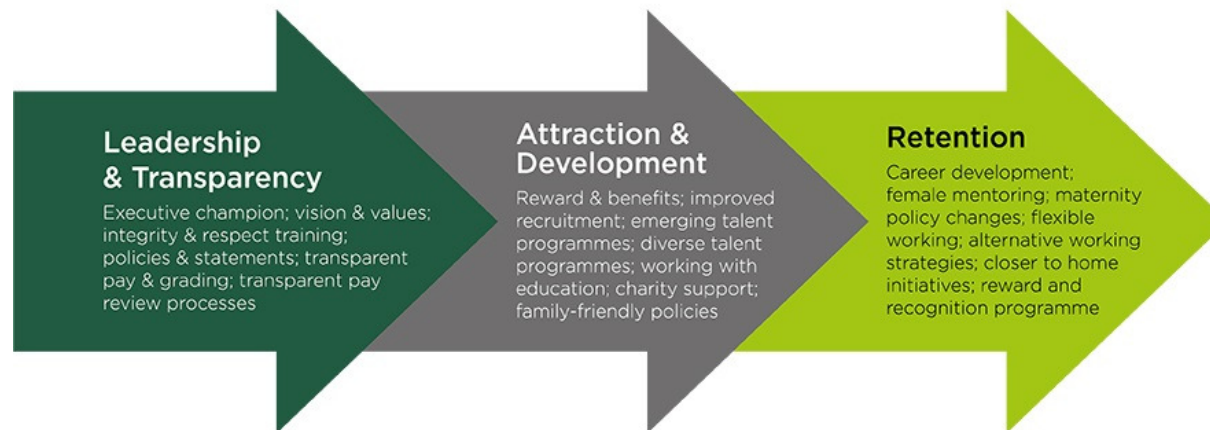 Leadership
& Transparency
Executive champion; vision & values;
integrity & respect training;
policies & statements; transparent
pay & grading; transparent pay
review processes
Attraction &
Development
Reward & benefits; improved
recruitment; emerging talent
programmes; diverse talent
programmes; working with
education; charity support;
family-friendly policies
Retention
Career development;
female mentoring; maternity
policy changes; flexible
working; alternative working
strategies; closer to home
initiatives; reward and
recognition programme